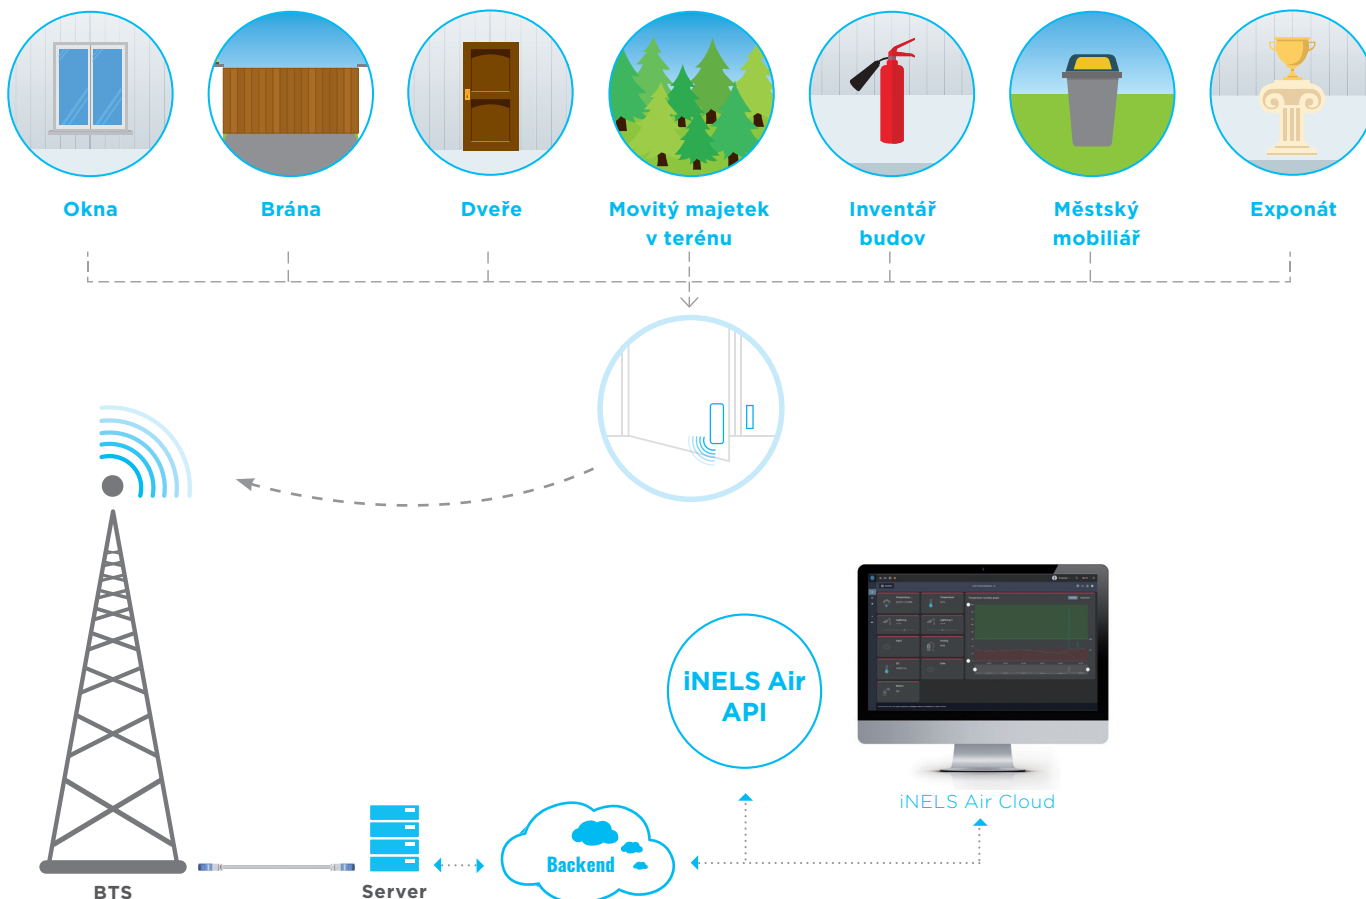 Okna
Brána
Dveře
Movitý majetek
v terénu
Inventář
budov
Městský
mobiliář
Exponát
iNELS Air
API
iNELS Air Cloud
Backend
Server
BTS